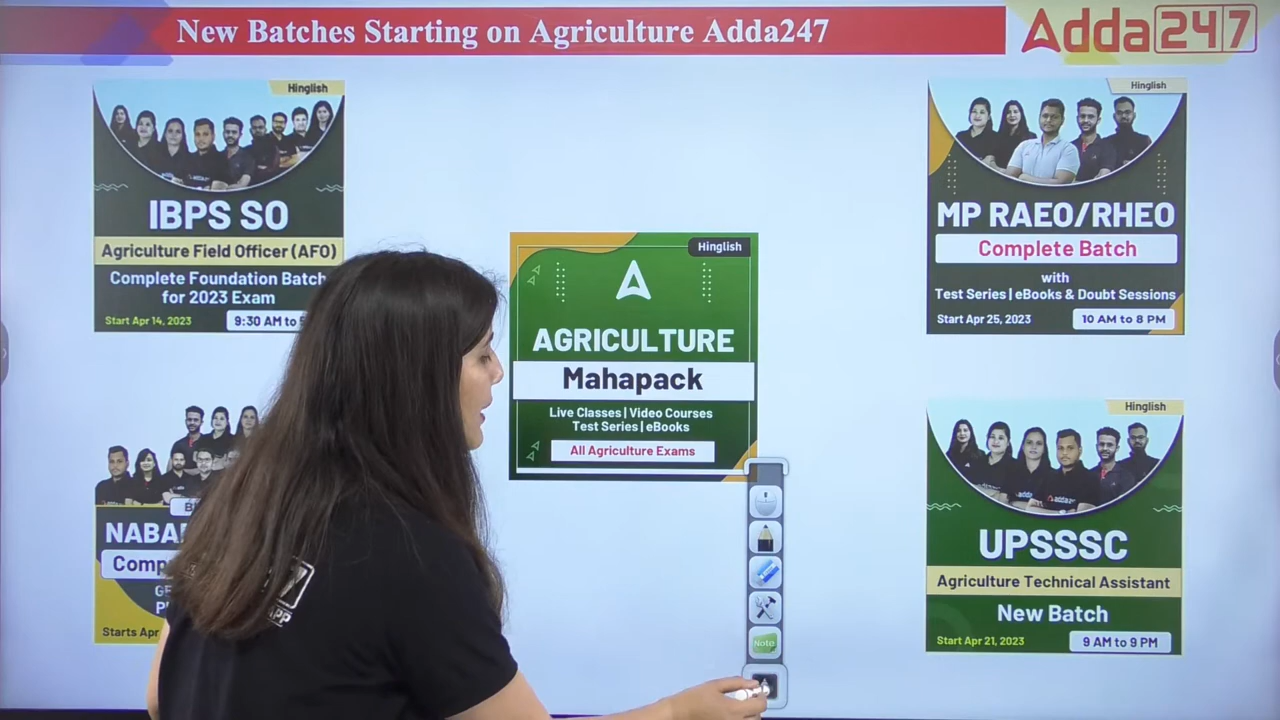 New Batches Starting on Agriculture Adda247
Adda247
Hinglish
IBPS SO
Agriculture Field Officer (AFO)
Complete Foundation Batch
for 2023 Exam
Start Apr 14, 2023
9:30 AM to
Hinglish
AGRICULTURE
Mahapack
Live Classes | Video Courses
Test Series | eBooks
All Agriculture Exams
Hinglish
MP RAEO/RHEO
Complete Batch
with
Test Series | eBooks & Doubt Sessions
Start Apr 25, 2023
10 AM to 8 PM
Starts Apr
Hinglish
UPSSSC
Agriculture Technical Assistant
New Batch
Start Apr 21, 2023
9 AM to 9 PM
Note